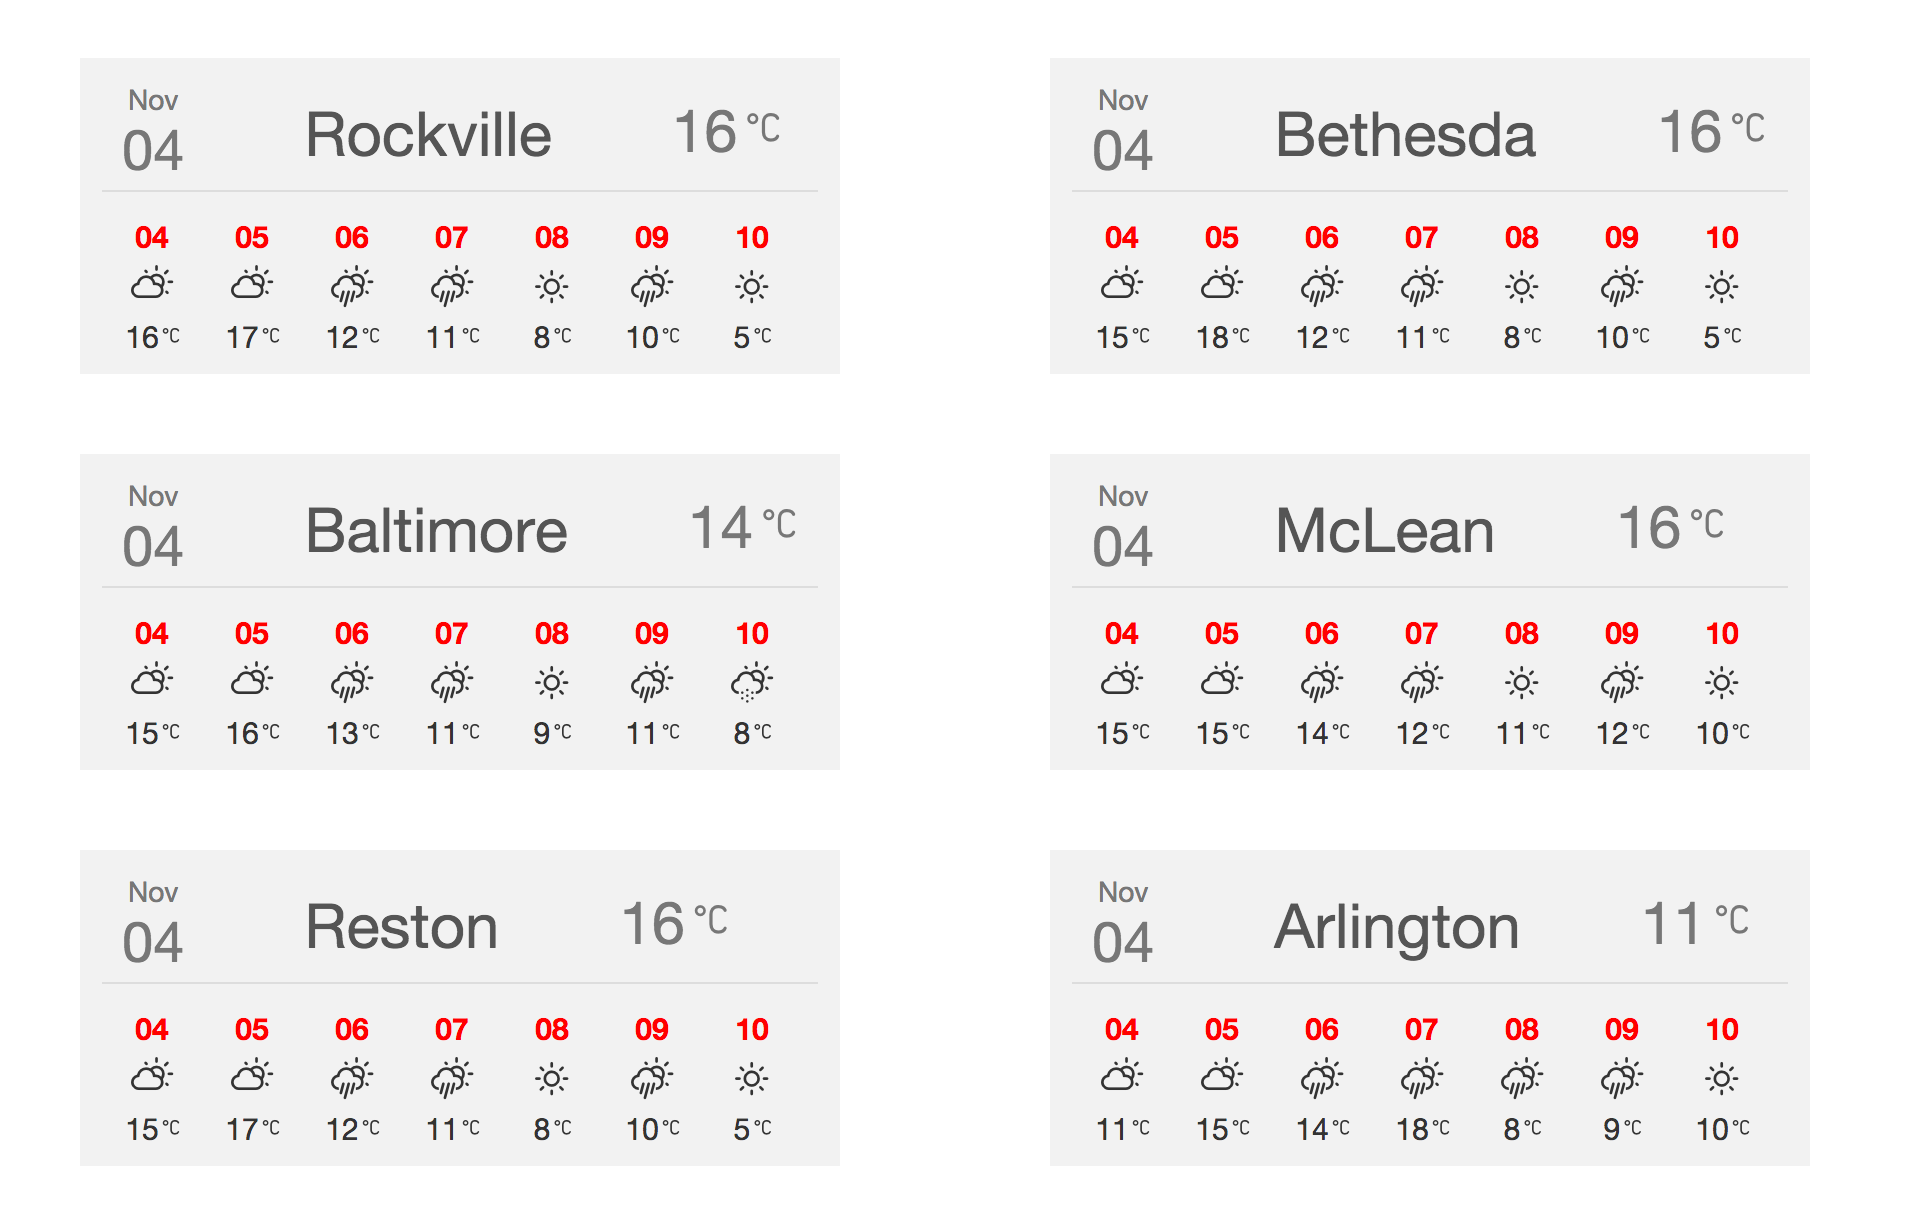 Nov
04 Rockville 16 °C
04 05 06 07 08 09 10
16 °C 17 °C 12 °C 11 °C 8 °C 10 °C 5 °C
Nov
04 Bethesda 16 °C
04 05 06 07 08 09 10
15 °C 18 °C 12 °C 11 °C 8 °C 10 °C 5 °C
Nov
04 Baltimore 14 °C
04 05 06 07 08 09 10
15 °C 16 °C 13 °C 11 °C 9 °C 11 °C 8 °C
Nov
04 McLean 16 °C
04 05 06 07 08 09 10
15 °C 15 °C 14 °C 12 °C 11 °C 12 °C 10 °C
Nov
04 Reston 16 °C
04 05 06 07 08 09 10
15 °C 17 °C 12 °C 11 °C 8 °C 10 °C 5 °C
Nov
04 Arlington 11 °C
04 05 06 07 08 09 10
11 °C 15 °C 14 °C 18 °C 8 °C 9 °C 10 °C